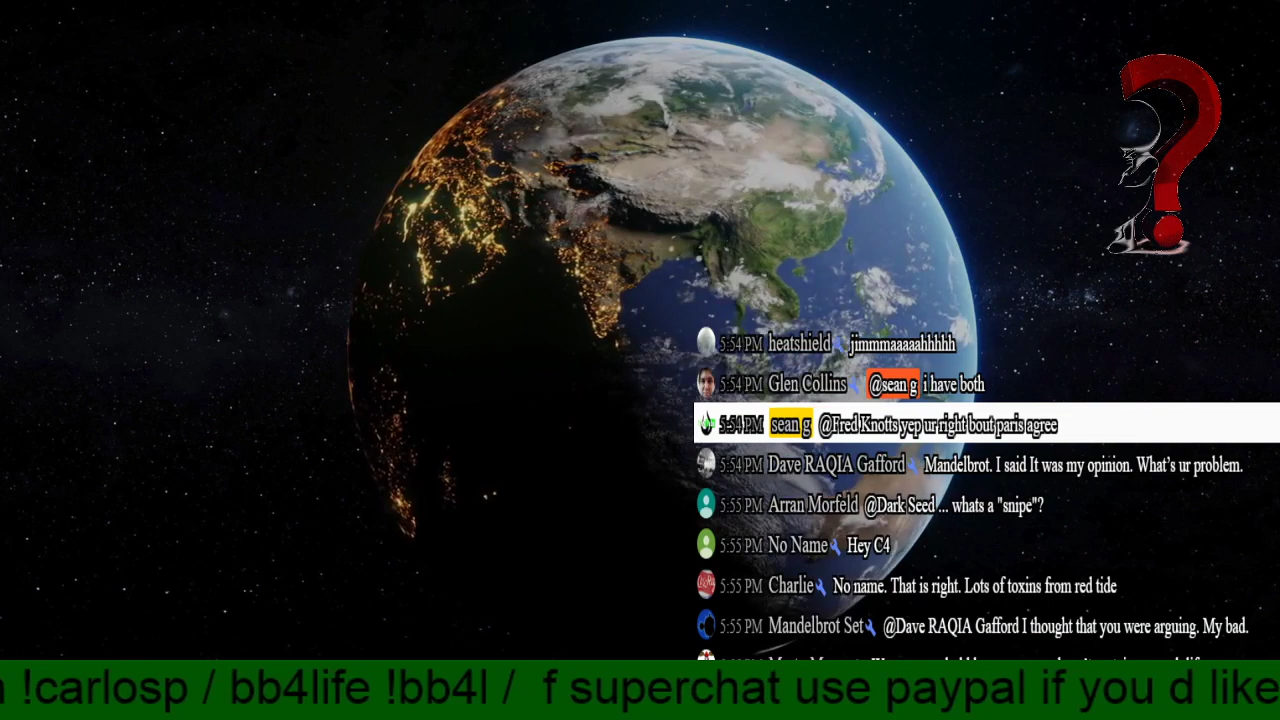 5:54 PM heatshield jimmmaaaaahhhhh
5:54 PM Glen Collins @sean g i have both
5:54 PM sean g @Fred Knotts yep ur right bout paris agree
5:54 PM Dave RAQIA Gafford Mandelbrot. I said It was my opinion. What's ur problem.
5:55 PM Arran Morfeld @Dark Seed ... whats a "snipe"?
5:55 PM No Name Hey C4
5:55 PM Charlie No name. That is right. Lots of toxins from red tide
5:55 PM Mandelbrot Set @Dave RAQIA Gafford I thought that you were arguing. My bad.
!carlosp / bb4life !bb4l / f superchat use paypal if you d like